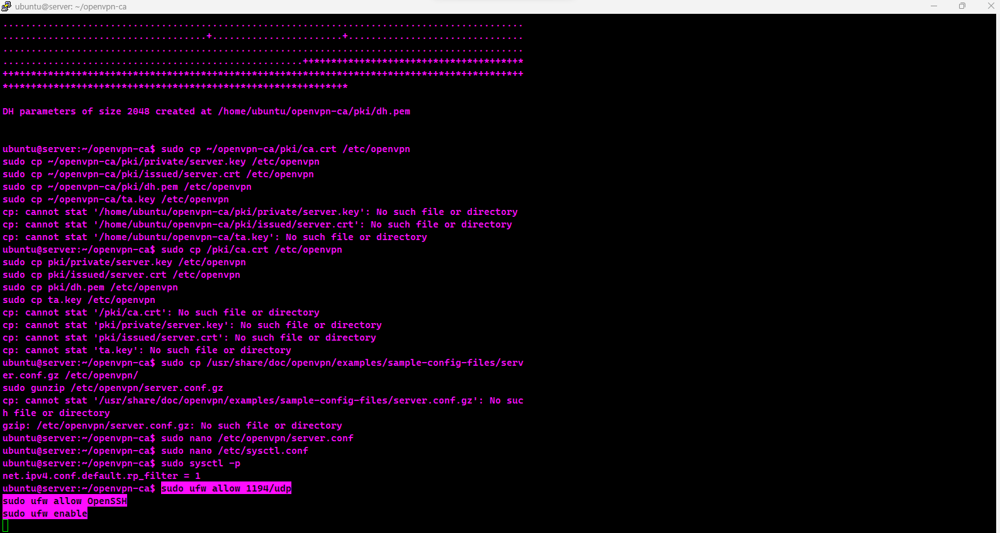 ubuntu@server: ~/openvpn-ca
...........................................................................................
....................................+.......................+...............................
............................................................................................
.....................................................++*++*++*++*++*++*++*++*++*++*++*++*++*
++*++*++*++*++*++*++*++*++*++*++*++*++*++*++*++*++*++*++*++*++*++*++*++*++*++*++*++*++*++*++
*++*++*++*++*++*++*++*++*++*++*++*++*++*++*++*++*++*++*++*++*
DH parameters of size 2048 created at /home/ubuntu/openvpn-ca/pki/dh.pem
ubuntu@server:~/openvpn-ca$ sudo cp ~/openvpn-ca/pki/ca.crt /etc/openvpn
sudo cp ~/openvpn-ca/pki/private/server.key /etc/openvpn
sudo cp ~/openvpn-ca/pki/issued/server.crt /etc/openvpn
sudo cp ~/openvpn-ca/pki/dh.pem /etc/openvpn
sudo cp ~/openvpn-ca/ta.key /etc/openvpn
cp: cannot stat '/home/ubuntu/openvpn-ca/pki/private/server.key': No such file or directory
cp: cannot stat '/home/ubuntu/openvpn-ca/pki/issued/server.crt': No such file or directory
cp: cannot stat '/home/ubuntu/openvpn-ca/ta.key': No such file or directory
ubuntu@server:~/openvpn-ca$ sudo cp /pki/ca.crt /etc/openvpn
sudo cp pki/private/server.key /etc/openvpn
sudo cp pki/issued/server.crt /etc/openvpn
sudo cp pki/dh.pem /etc/openvpn
sudo cp ta.key /etc/openvpn
cp: cannot stat '/pki/ca.crt': No such file or directory
cp: cannot stat 'pki/private/server.key': No such file or directory
cp: cannot stat 'pki/issued/server.crt': No such file or directory
cp: cannot stat 'ta.key': No such file or directory
ubuntu@server:~/openvpn-ca$ sudo cp /usr/share/doc/openvpn/examples/sample-config-files/serv
er.conf.gz /etc/openvpn/
sudo gunzip /etc/openvpn/server.conf.gz
cp: cannot stat '/usr/share/doc/openvpn/examples/sample-config-files/server.conf.gz': No suc
h file or directory
gzip: /etc/openvpn/server.conf.gz: No such file or directory
ubuntu@server:~/openvpn-ca$ sudo nano /etc/openvpn/server.conf
ubuntu@server:~/openvpn-ca$ sudo nano /etc/sysctl.conf
ubuntu@server:~/openvpn-ca$ sudo sysctl -p
net.ipv4.conf.default.rp_filter = 1
ubuntu@server:~/openvpn-ca$ sudo ufw allow 1194/udp
sudo ufw allow OpenSSH
sudo ufw enable